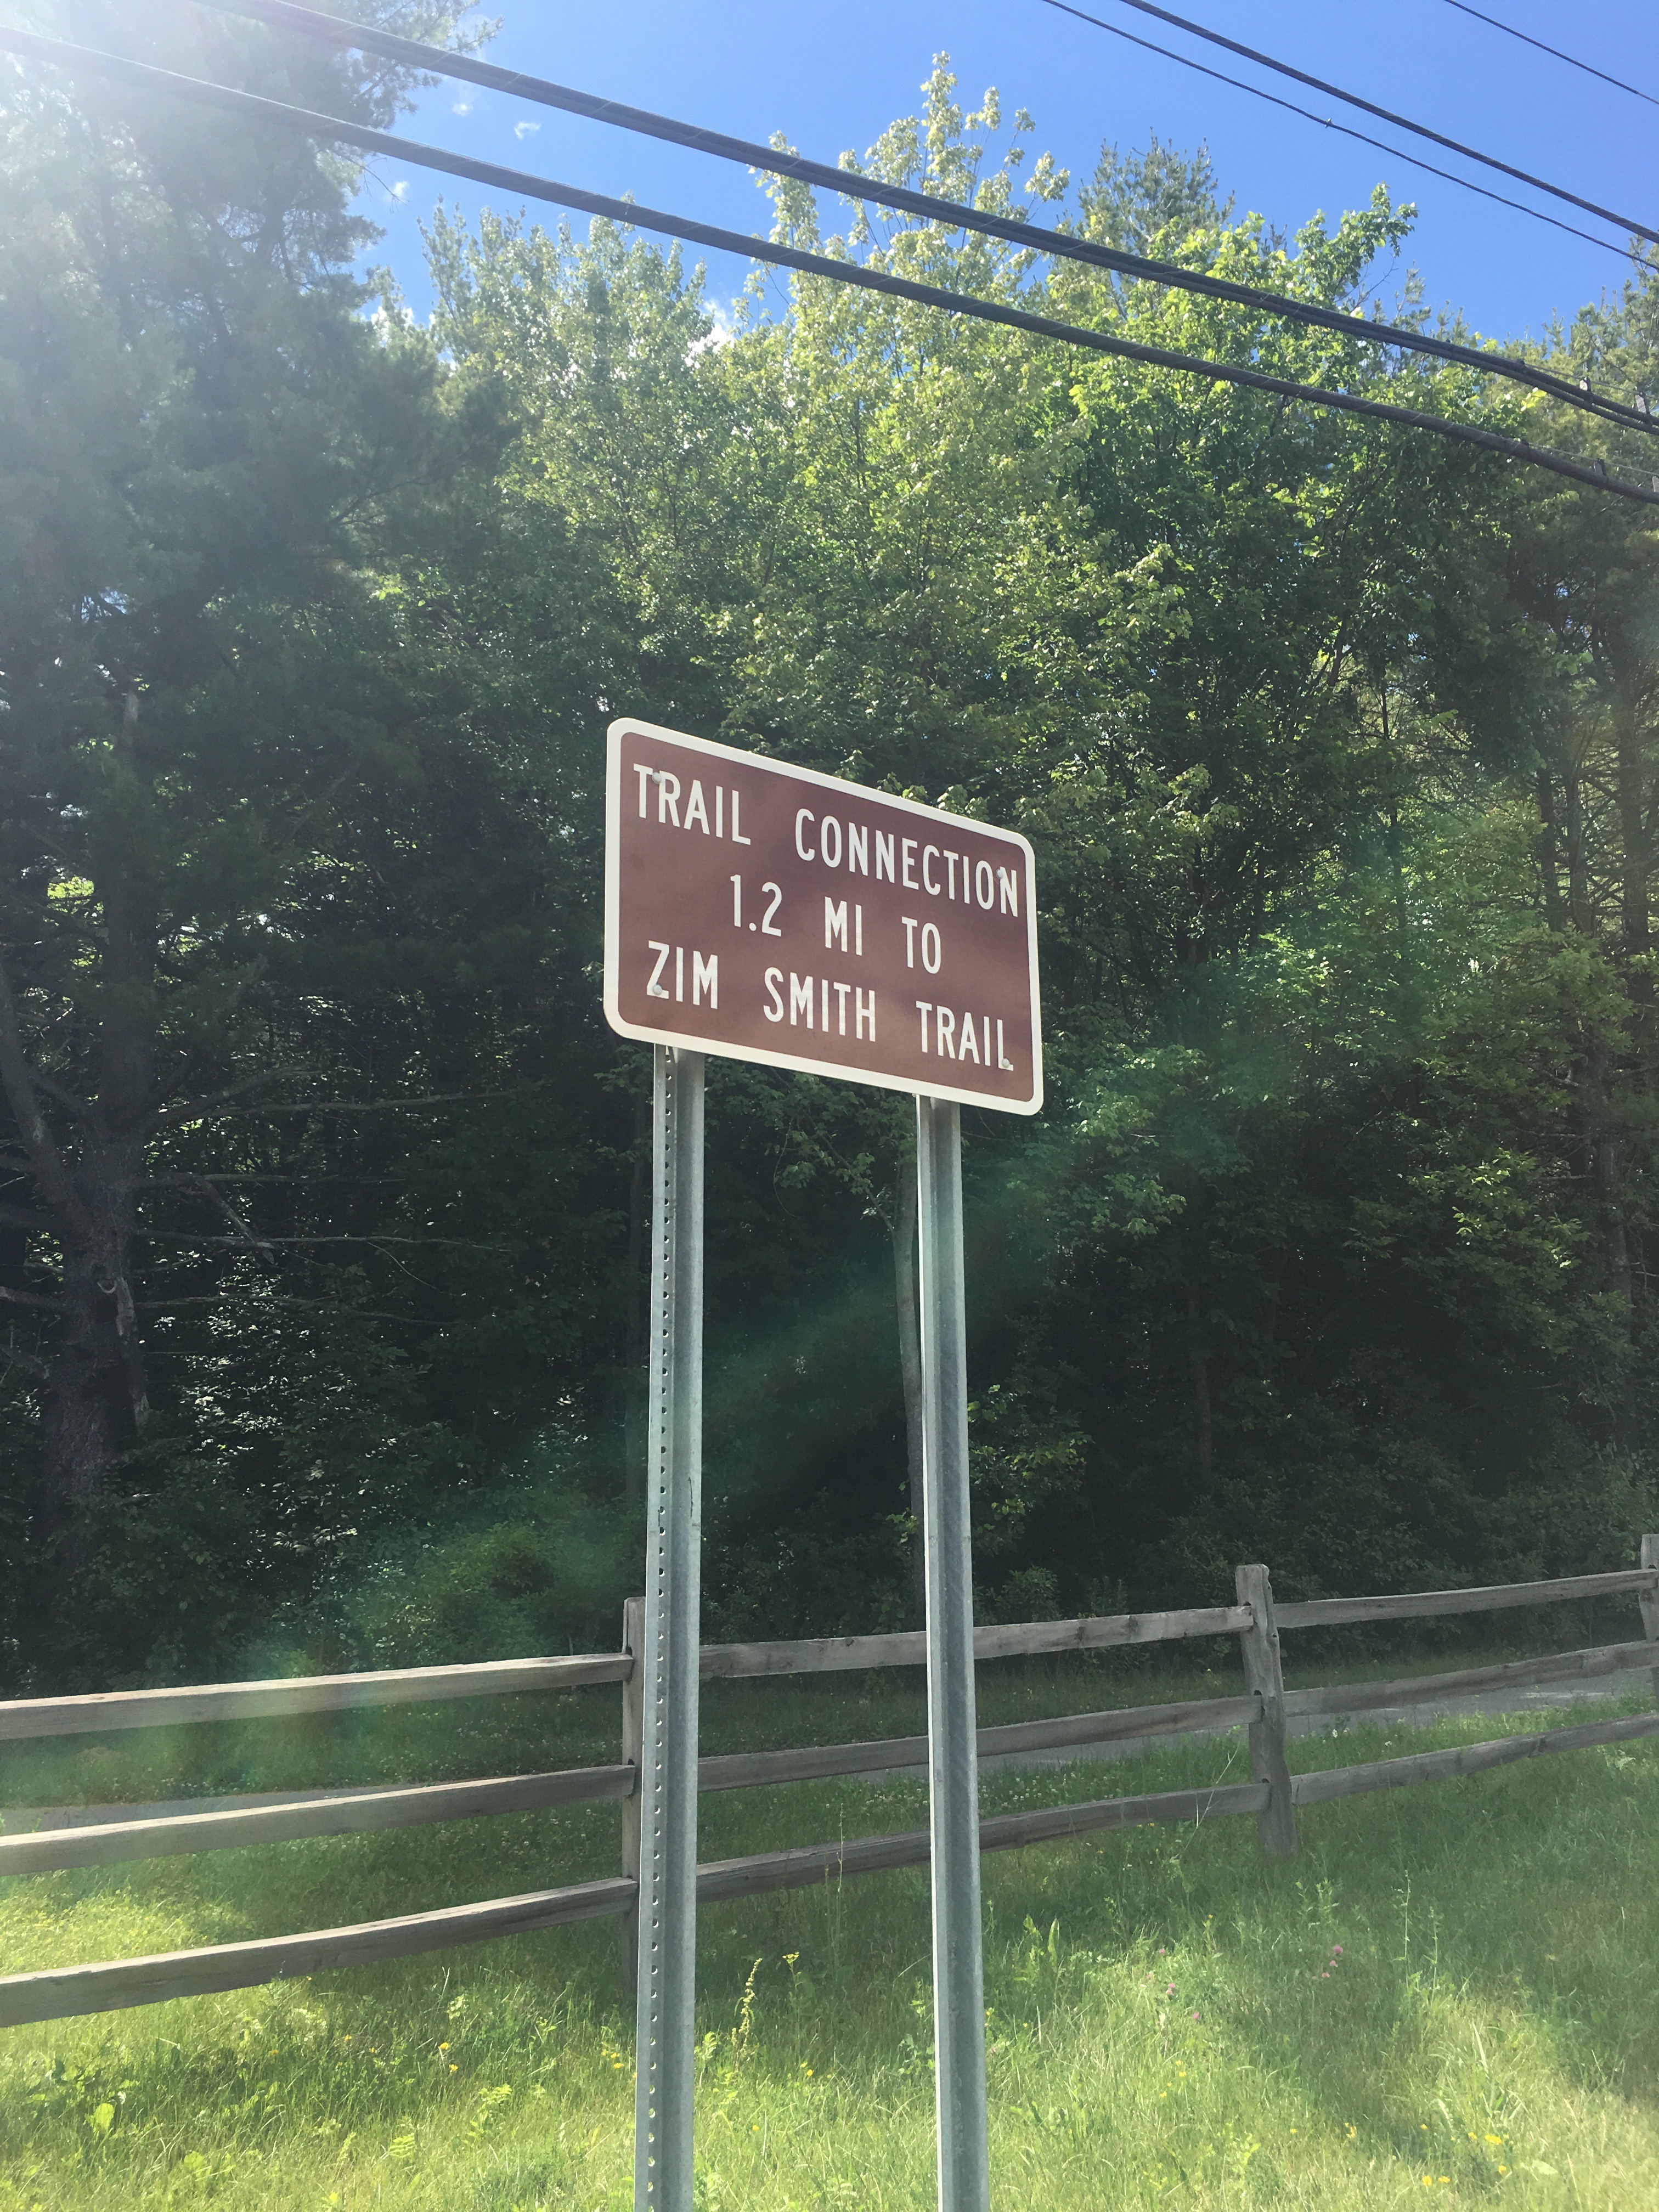 TRAIL CONNECTION
1.2 MI TO
ZIM SMITH TRAIL